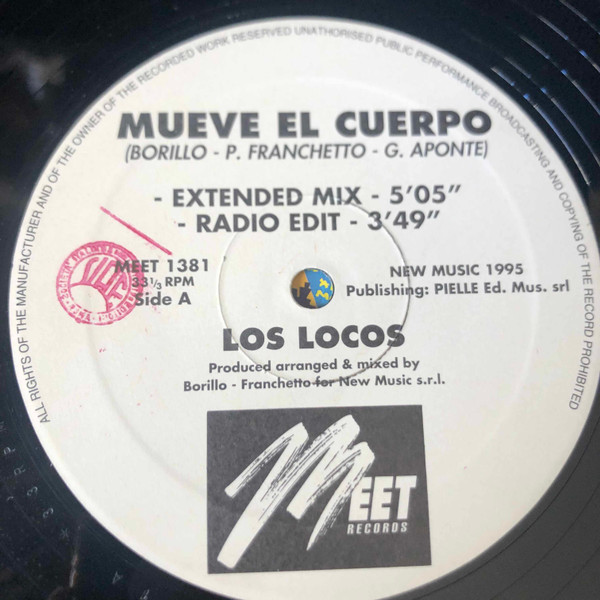 ALL RIGHTS OF THE MANUFACTURER AND OF THE OWNER OF THE RECORDED WORK RESERVED UNATHORISED PUBLIC PERFORMANCE BROADCASTING AND COPYING OF THE RECORD PROHIBITED
MUEVE EL CUERPO
(BORILLO - P. FRANCHETTO - G. APONTE)
- EXTENDED MIX - 5'05"
- RADIO EDIT - 3'49"
MEET 1381
33 1/3 RPM
Side A
NEW MUSIC 1995
Publishing: PIELLE Ed. Mus. srl
LOS LOCOS
Produced arranged & mixed by
Borillo - Franchetto for New Music s.r.l.
MEET
RECORDS